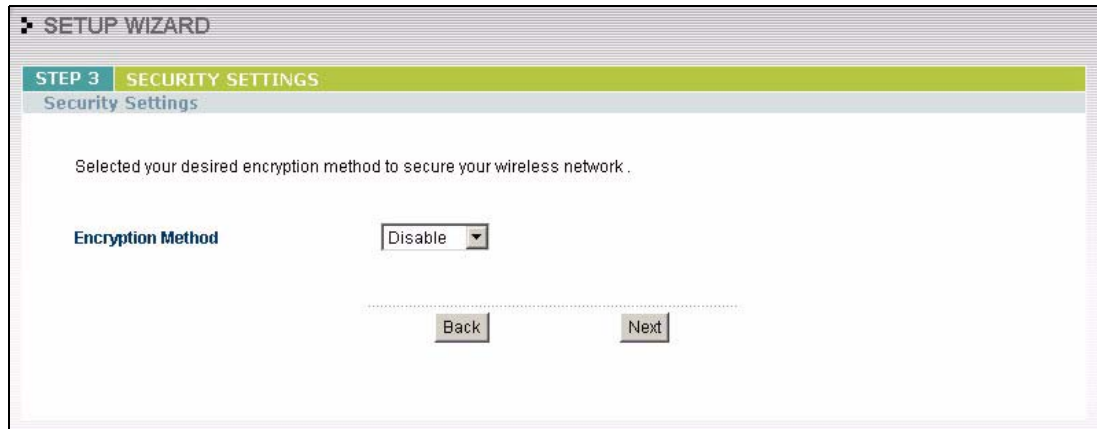 SETUP WIZARD
STEP 3 SECURITY SETTINGS
Security Settings
Selected your desired encryption method to secure your wireless network .
Encryption Method Disable
Back Next